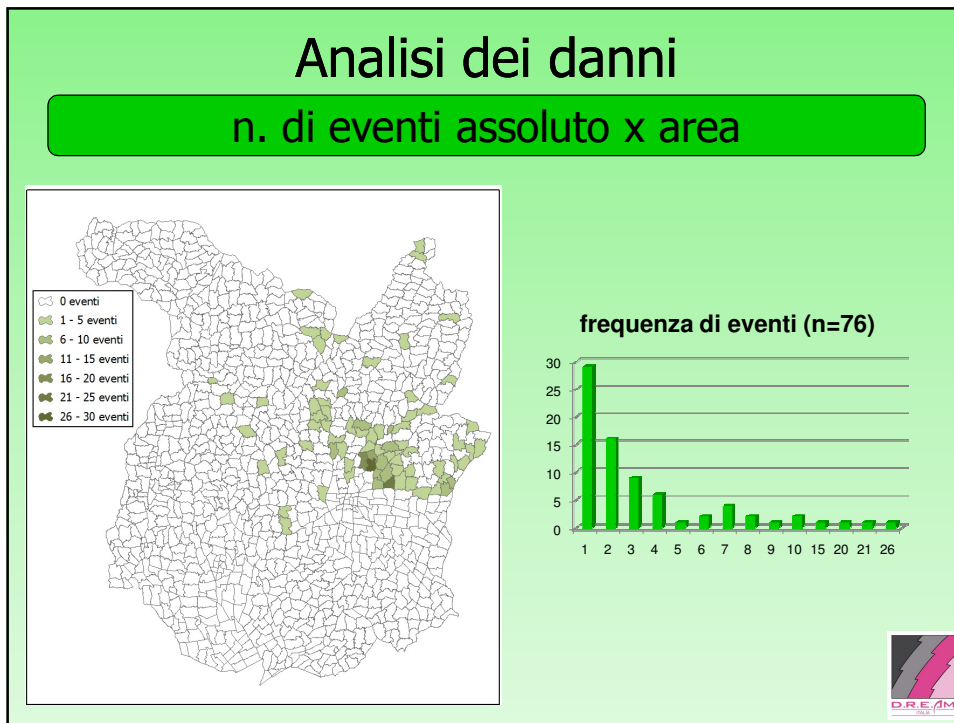 Analisi dei danni
n. di eventi assoluto x area
0 eventi
1 - 5 eventi
6 - 10 eventi
11 - 15 eventi
16 - 20 eventi
21 - 25 eventi
26 - 30 eventi
frequenza di eventi (n=76)
30
25
20
15
10
5
0
1 2 3 4 5 6 7 8 9 10 15 20 21 26
D.R.E.AM
ITALIA